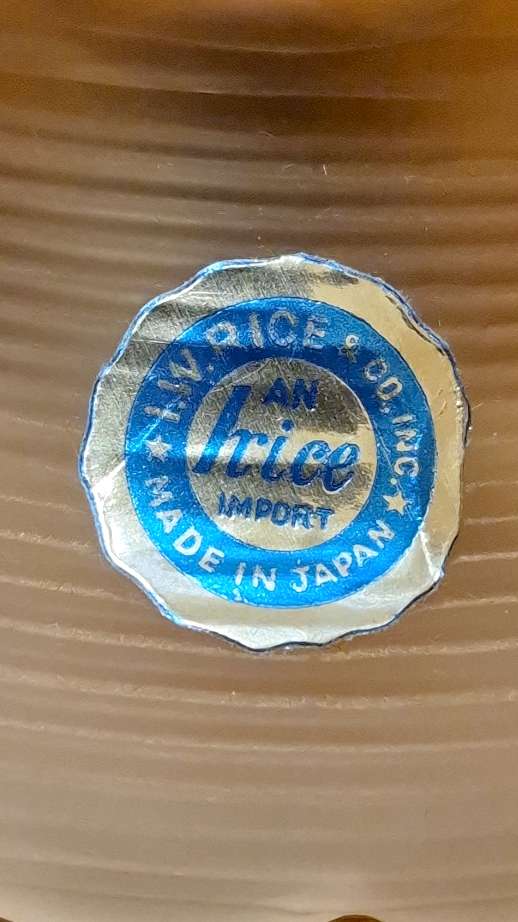 I.W. RICE & CO., INC.
AN
Irice
IMPORT
★ MADE IN JAPAN ★